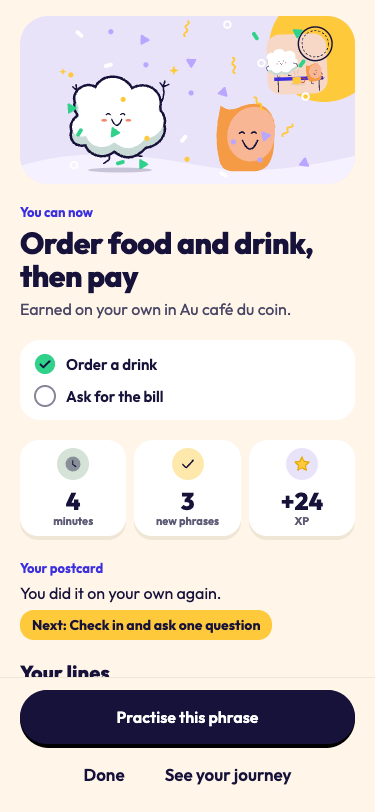 You can now
Order food and drink,
then pay
Earned on your own in Au café du coin.
Order a drink
Ask for the bill
4
minutes
3
new phrases
+24
XP
Your postcard
You did it on your own again.
Next: Check in and ask one question
Your lines
Practise this phrase
Done
See your journey